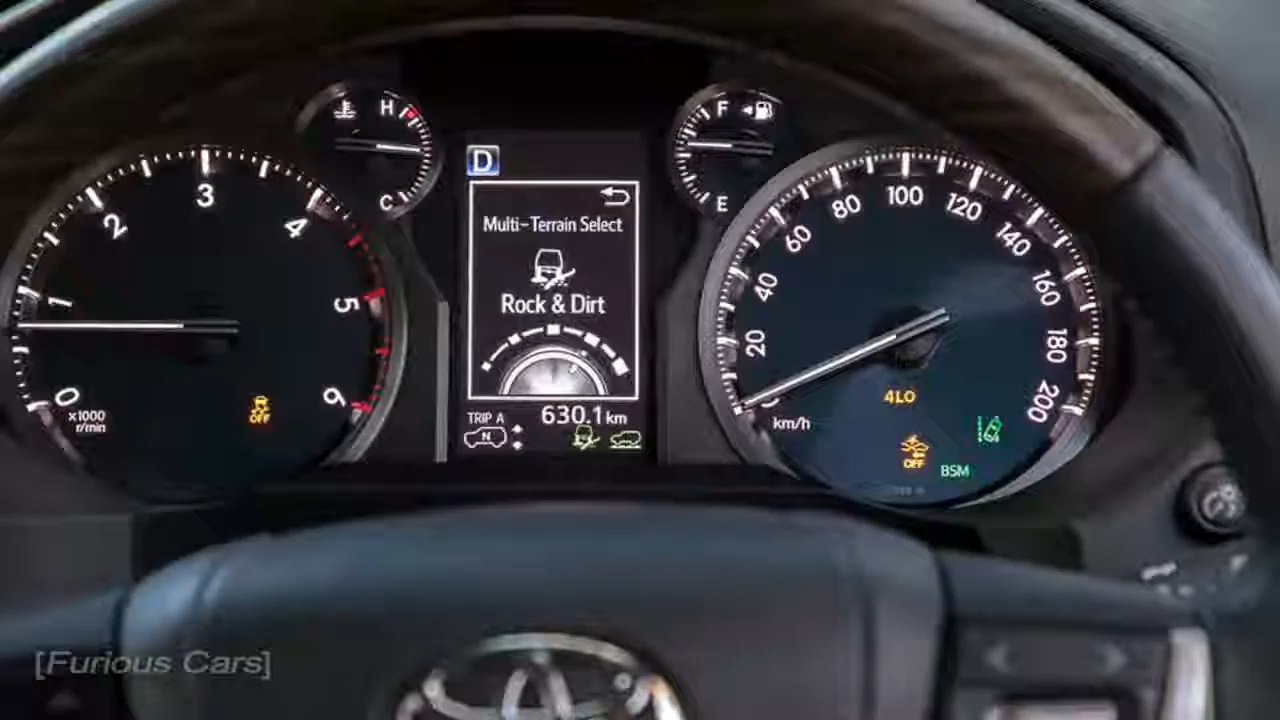 H
C
0
1
2
3
4
5
6
x1000
r/min
OFF
D
Multi-Terrain Select
Rock & Dirt
TRIP A
630.1 km
N
F
E
20
40
60
80
100
120
140
160
180
200
km/h
4LO
OFF
BSM
[Furious Cars]